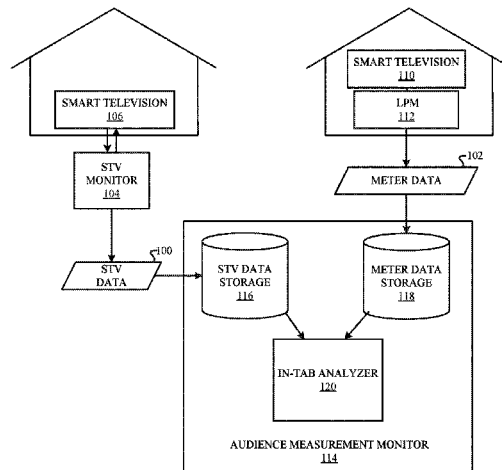 SMART TELEVISION
106
SMART TELEVISION
110
LPM
112
STV
MONITOR
104
102
METER DATA
100
STV
DATA
STV DATA
STORAGE
116
METER DATA
STORAGE
118
IN-TAB ANALYZER
120
AUDIENCE MEASUREMENT MONITOR
114